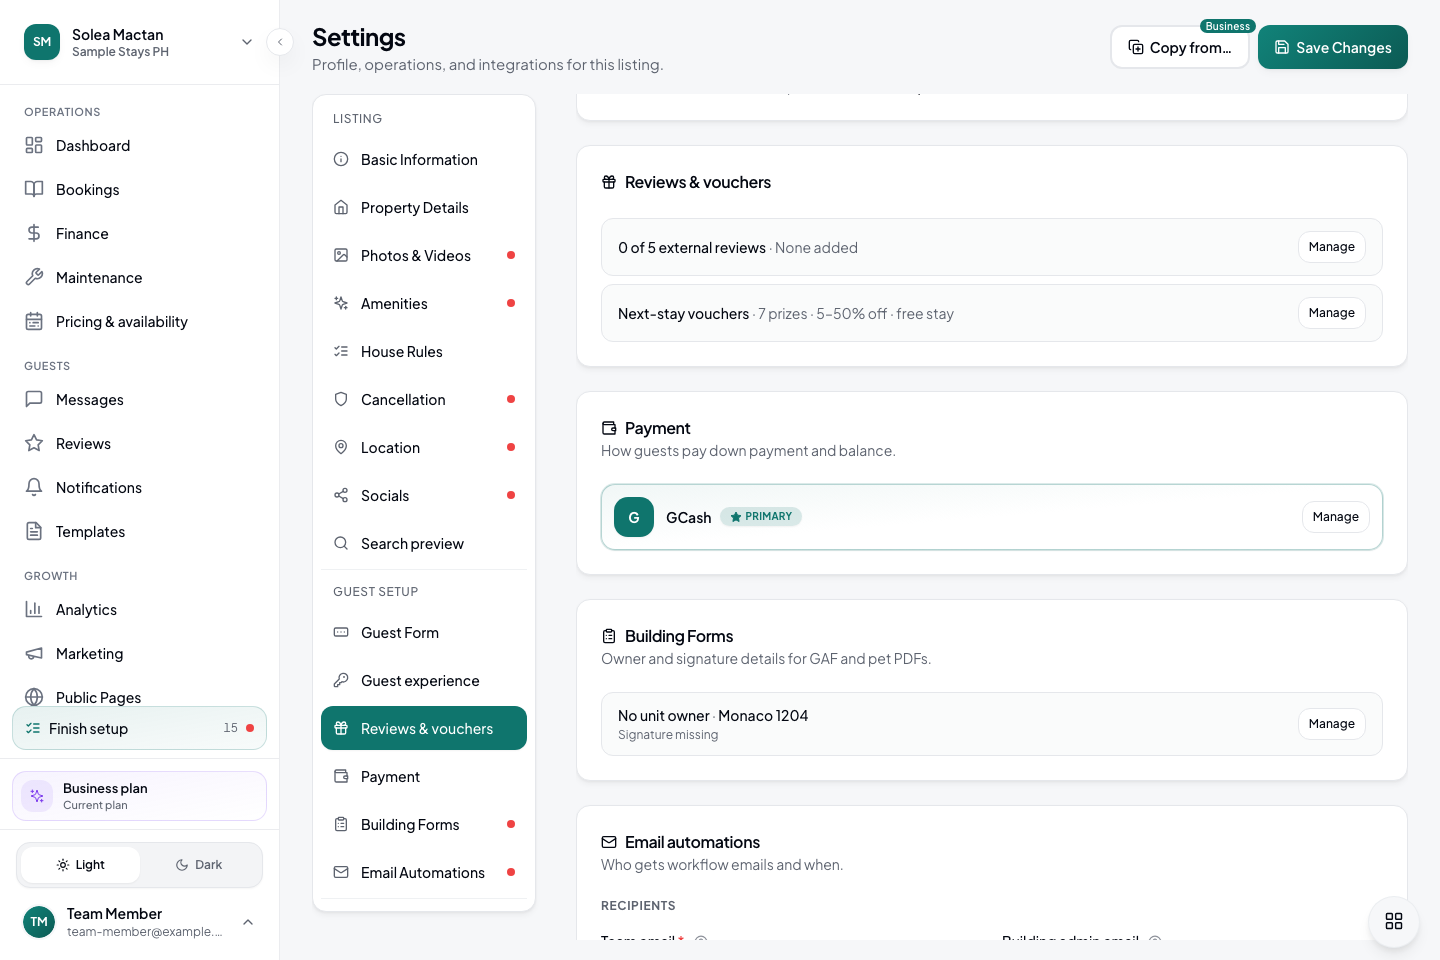 SM
Solea Mactan
Sample Stays PH
OPERATIONS
Dashboard
Bookings
Finance
Maintenance
Pricing & availability
GUESTS
Messages
Reviews
Notifications
Templates
GROWTH
Analytics
Marketing
Public Pages
Finish setup 15
Business plan
Current plan
Light
Dark
TM
Team Member
team-member@example....
Settings
Profile, operations, and integrations for this listing.
Business
Copy from...
Save Changes
LISTING
Basic Information
Property Details
Photos & Videos
Amenities
House Rules
Cancellation
Location
Socials
Search preview
GUEST SETUP
Guest Form
Guest experience
Reviews & vouchers
Payment
Building Forms
Email Automations
Reviews & vouchers
0 of 5 external reviews · None added
Manage
Next-stay vouchers · 7 prizes · 5–50% off · free stay
Manage
Payment
How guests pay down payment and balance.
G
GCash
PRIMARY
Manage
Building Forms
Owner and signature details for GAF and pet PDFs.
No unit owner · Monaco 1204
Signature missing
Manage
Email automations
Who gets workflow emails and when.
RECIPIENTS
Team email *
Building admin email